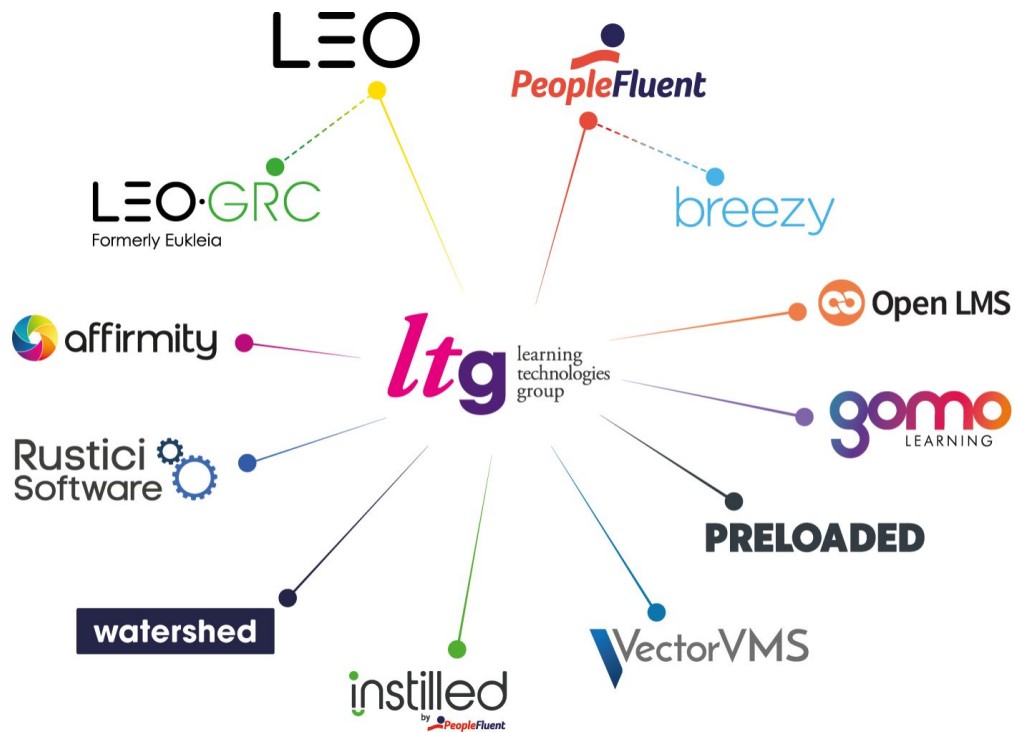 LEO
PeopleFluent
LEO·GRC
Formerly Eukleia
breezy
Open LMS
affirmity
ltg
learning
technologies
group
gomo
LEARNING
Rustici
Software
PRELOADED
watershed
VectorVMS
instilled
by PeopleFluent